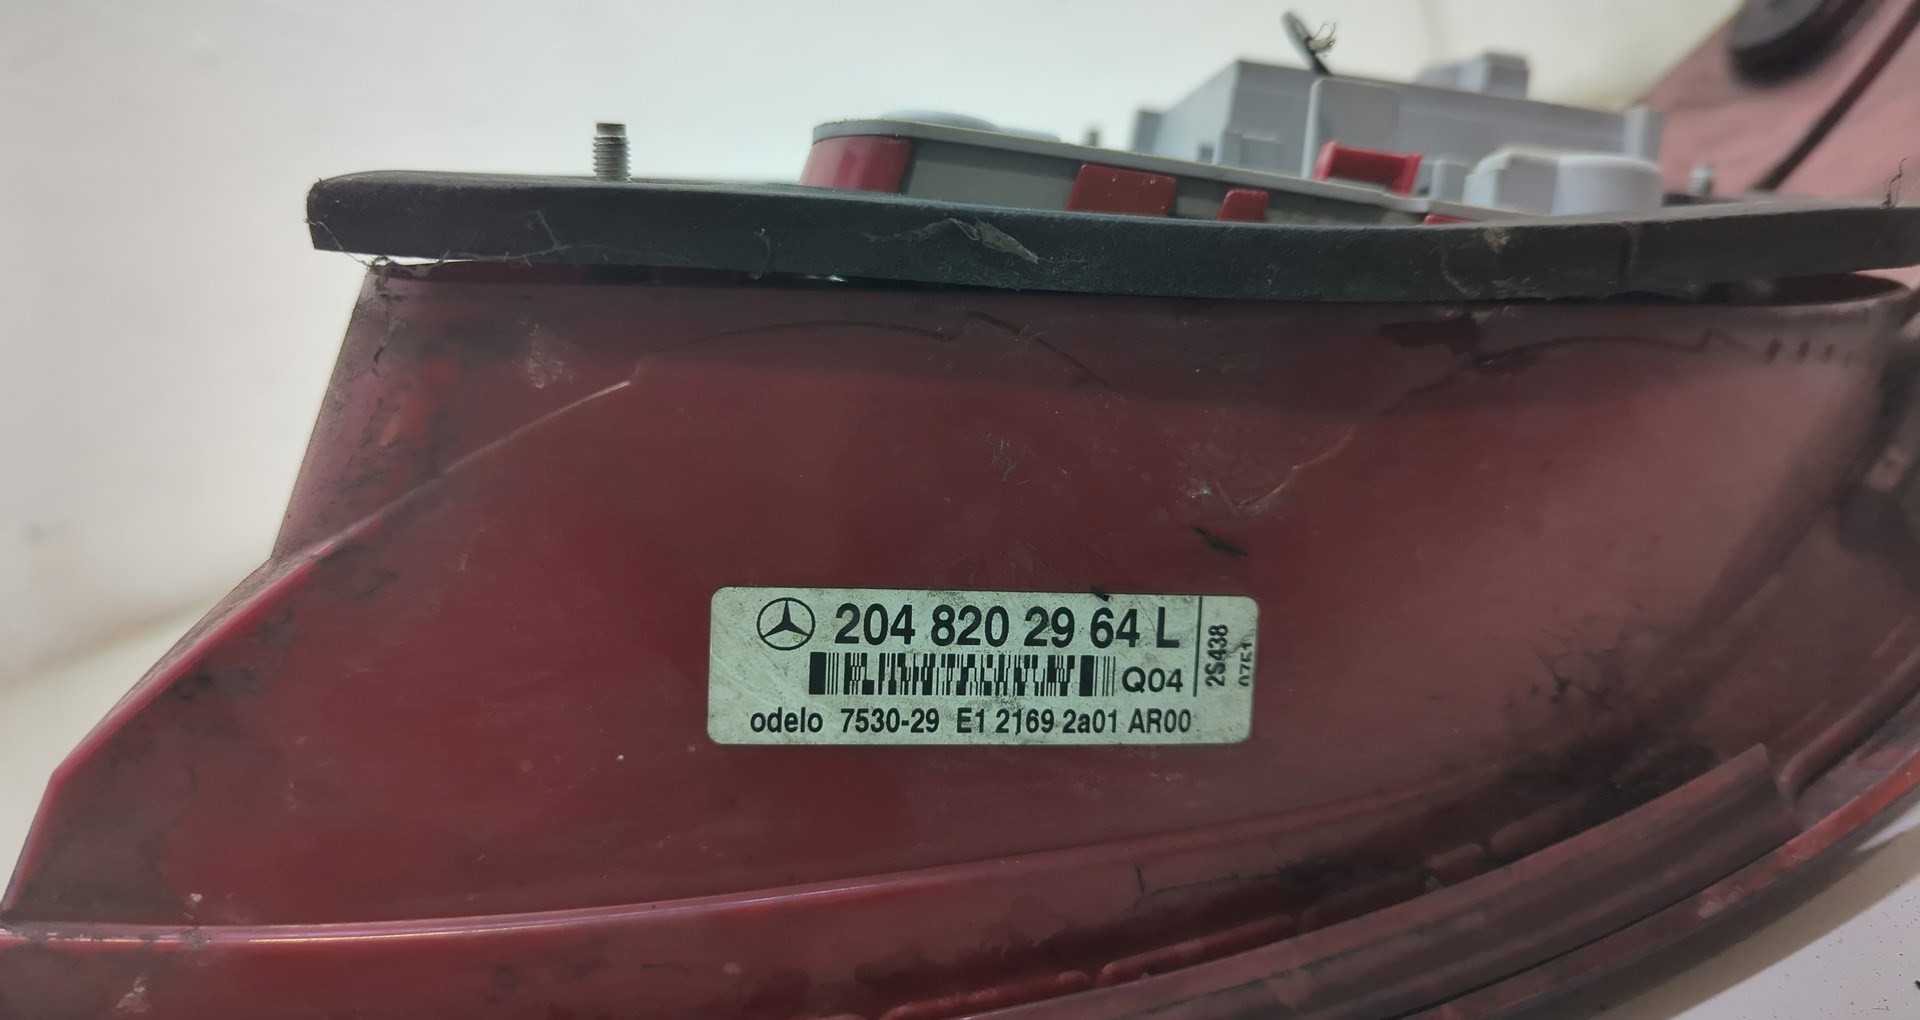 204 820 29 64 L
Q04
odelo 7530-29 E1 2169 2a01 AR00
2S438